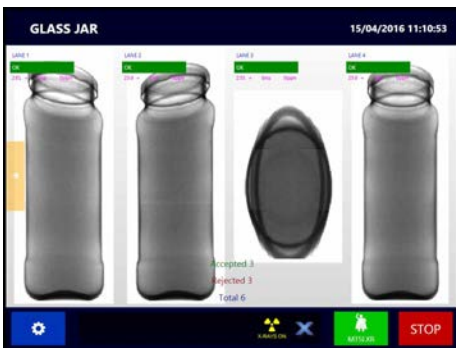 GLASS JAR
15/04/2016 11:10:53
LANE 1
LANE 2
LANE 3
LANE 4
OK
OK
OK
OK
Accepted 3
Rejected 3
Total 6
X-RAYS ON
STOP